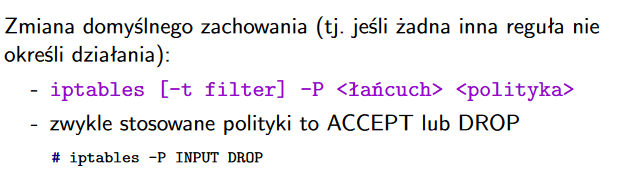 Zmiana domyślnego zachowania (tj. jeśli żadna inna reguła nie
określi działania):
- iptables [-t filter] -P <łańcuch> <polityka>
- zwykle stosowane polityki to ACCEPT lub DROP
# iptables -P INPUT DROP